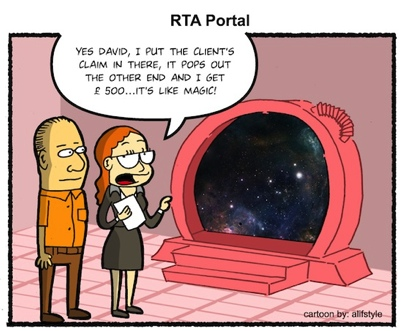 RTA Portal
YES DAVID, I PUT THE CLIENT'S
CLAIM IN THERE, IT POPS OUT
THE OTHER END AND I GET
£ 500...IT'S LIKE MAGIC!
cartoon by: alifstyle